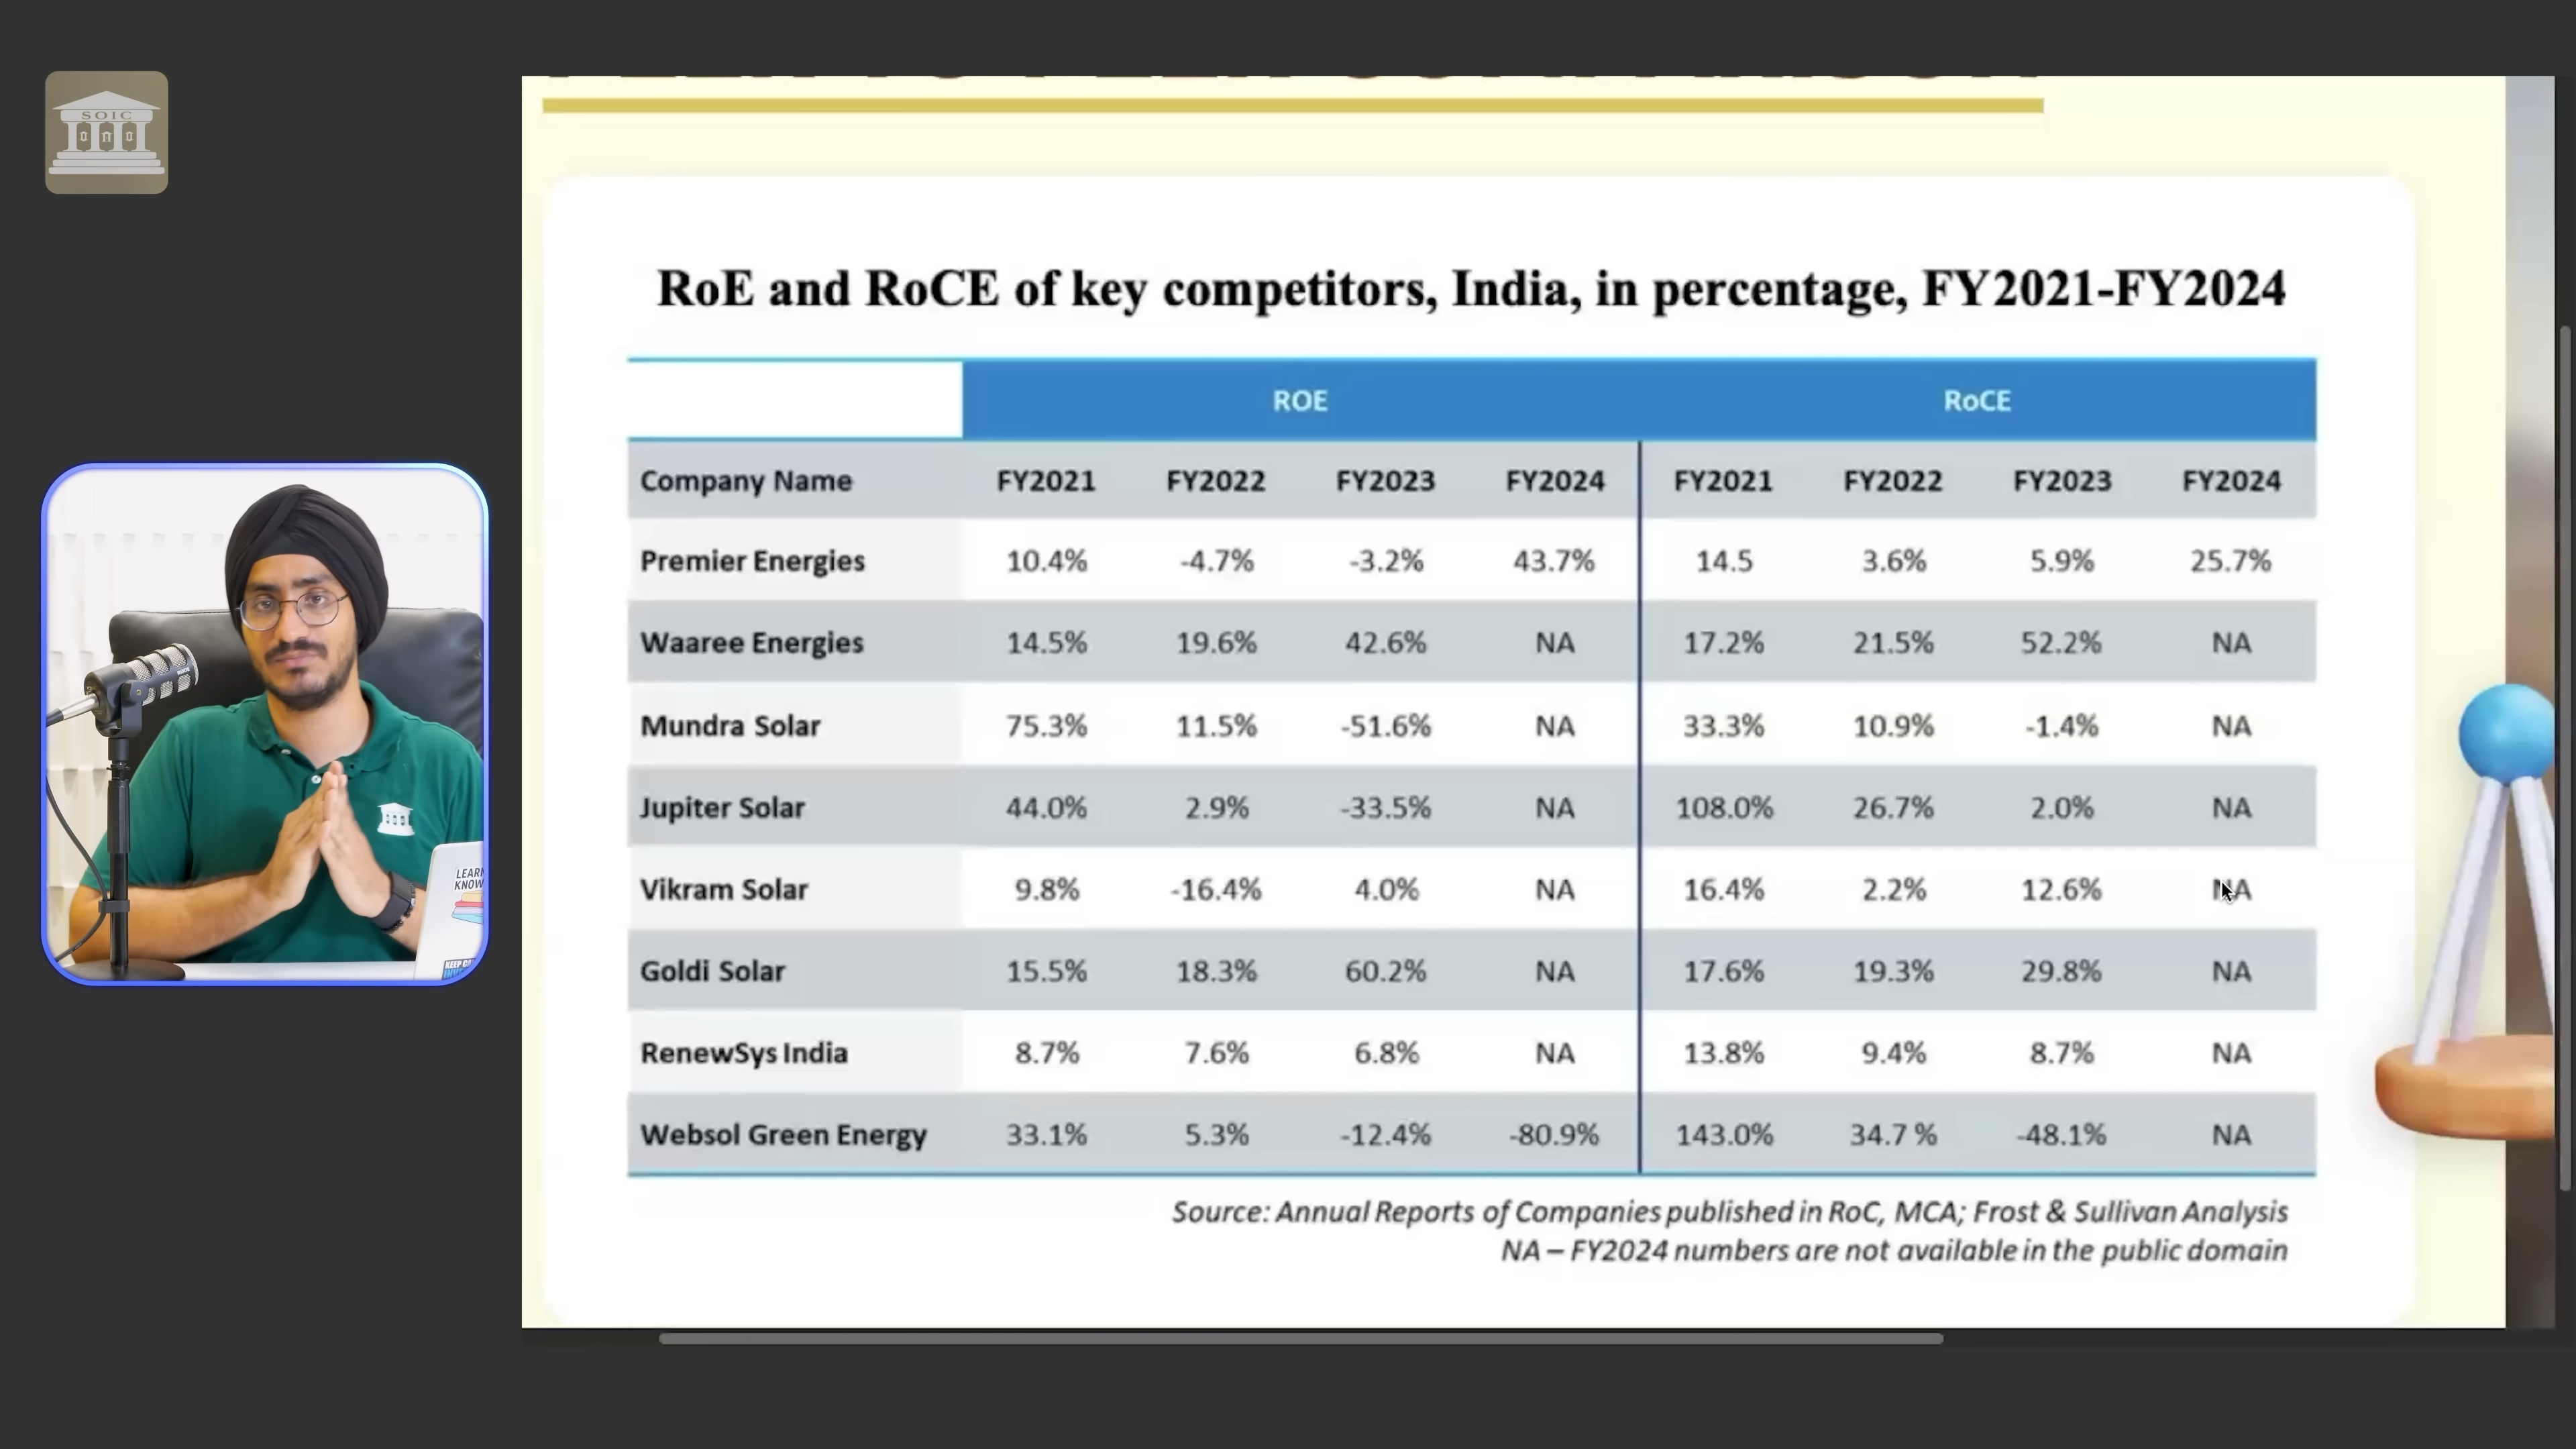 SOIC
RoE and RoCE of key competitors, India, in percentage, FY2021-FY2024
ROE RoCE
Company Name FY2021 FY2022 FY2023 FY2024 FY2021 FY2022 FY2023 FY2024
Premier Energies 10.4% -4.7% -3.2% 43.7% 14.5 3.6% 5.9% 25.7%
Waaree Energies 14.5% 19.6% 42.6% NA 17.2% 21.5% 52.2% NA
Mundra Solar 75.3% 11.5% -51.6% NA 33.3% 10.9% -1.4% NA
Jupiter Solar 44.0% 2.9% -33.5% NA 108.0% 26.7% 2.0% NA
Vikram Solar 9.8% -16.4% 4.0% NA 16.4% 2.2% 12.6% NA
Goldi Solar 15.5% 18.3% 60.2% NA 17.6% 19.3% 29.8% NA
RenewSys India 8.7% 7.6% 6.8% NA 13.8% 9.4% 8.7% NA
Websol Green Energy 33.1% 5.3% -12.4% -80.9% 143.0% 34.7 % -48.1% NA
Source: Annual Reports of Companies published in RoC, MCA; Frost & Sullivan Analysis
NA – FY2024 numbers are not available in the public domain
LEARN
KNOW
KEEP CA